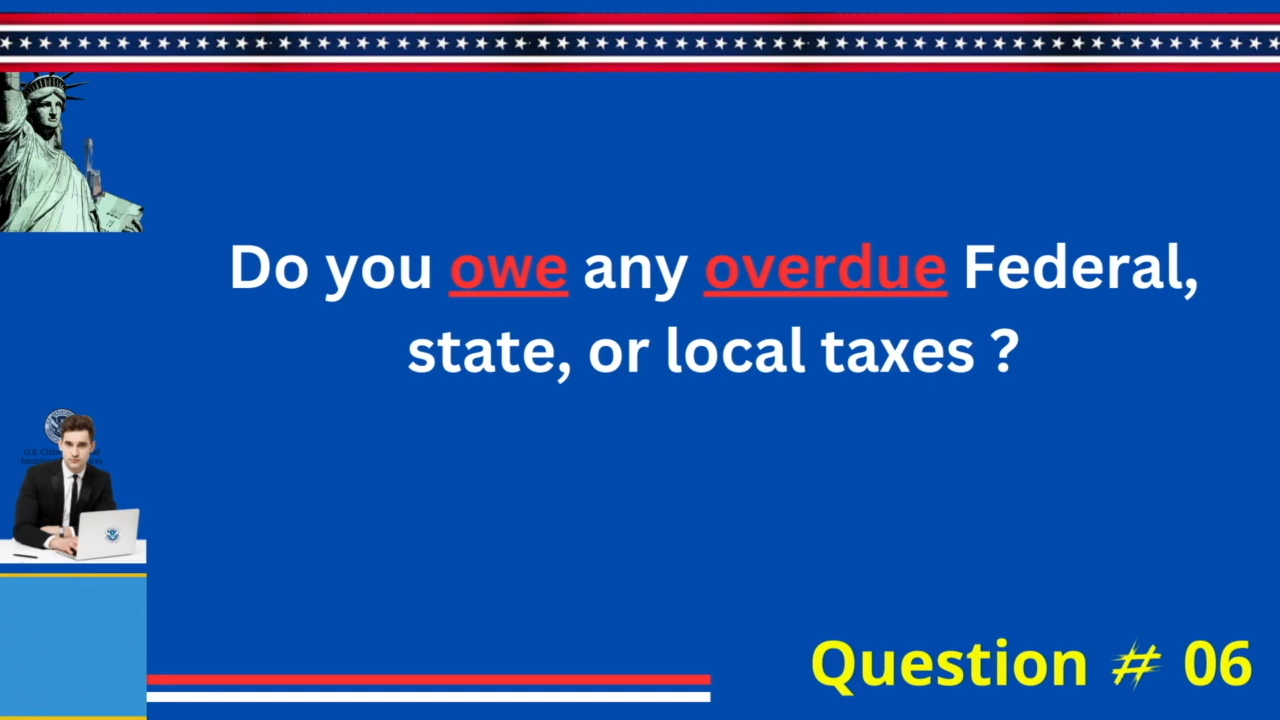 Do you owe any overdue Federal,
state, or local taxes ?
Question # 06